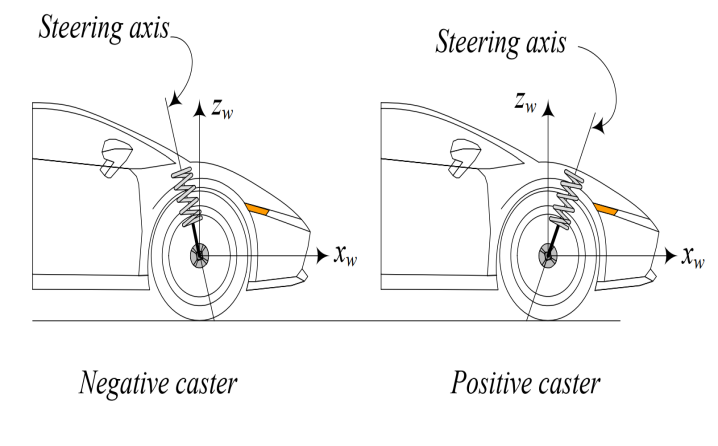 Steering axis
z_w
x_w
Negative caster
Steering axis
z_w
x_w
Positive caster